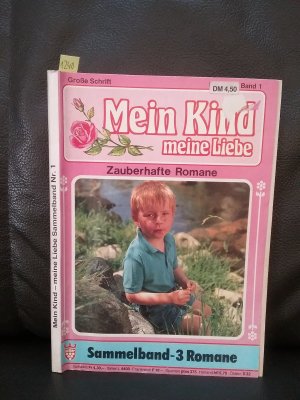 1240
Große Schrift
DM 4,50
Band 1
Mein Kind
meine Liebe
Zauberhafte Romane
Mein Kind – meine Liebe Sammelband Nr. 1
Sammelband-3 Romane